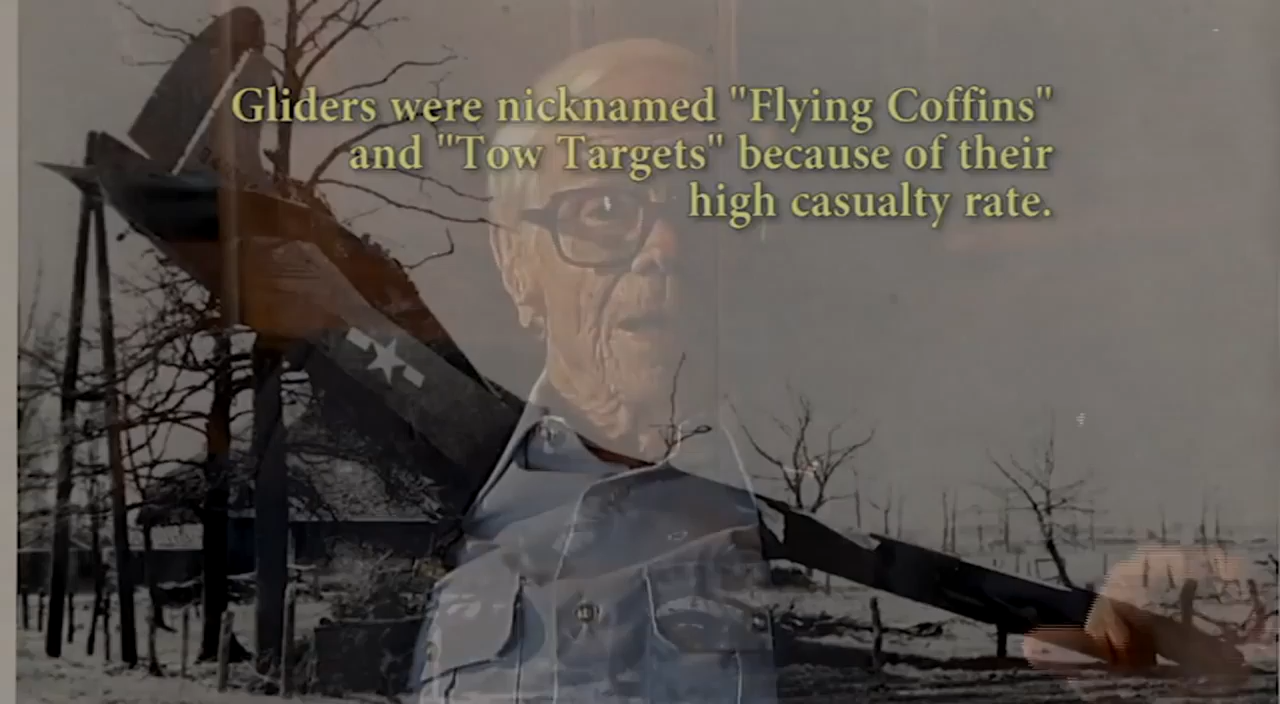 Gliders were nicknamed "Flying Coffins"
and "Tow Targets" because of their
high casualty rate.